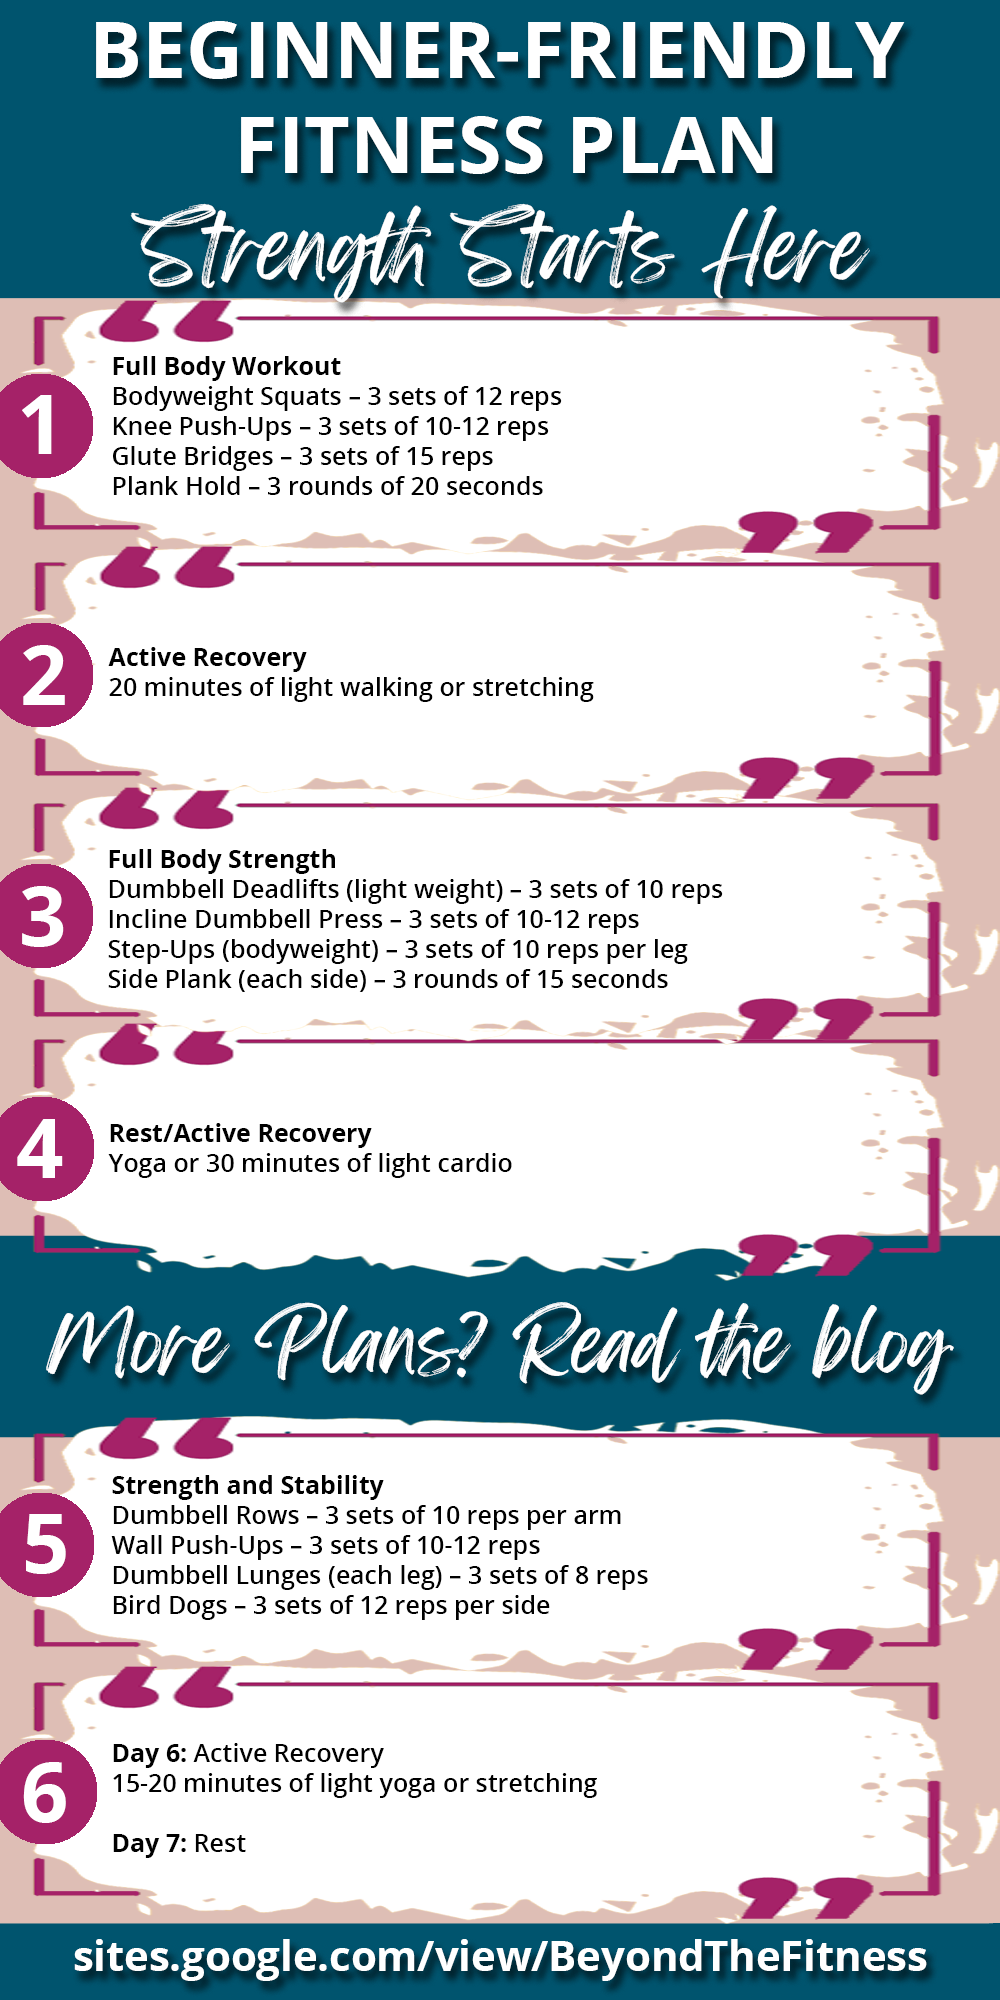 BEGINNER-FRIENDLY
FITNESS PLAN
Strength Starts Here
1
Full Body Workout
Bodyweight Squats – 3 sets of 12 reps
Knee Push-Ups – 3 sets of 10-12 reps
Glute Bridges – 3 sets of 15 reps
Plank Hold – 3 rounds of 20 seconds
2
Active Recovery
20 minutes of light walking or stretching
3
Full Body Strength
Dumbbell Deadlifts (light weight) – 3 sets of 10 reps
Incline Dumbbell Press – 3 sets of 10-12 reps
Step-Ups (bodyweight) – 3 sets of 10 reps per leg
Side Plank (each side) – 3 rounds of 15 seconds
4
Rest/Active Recovery
Yoga or 30 minutes of light cardio
More Plans? Read the blog
5
Strength and Stability
Dumbbell Rows – 3 sets of 10 reps per arm
Wall Push-Ups – 3 sets of 10-12 reps
Dumbbell Lunges (each leg) – 3 sets of 8 reps
Bird Dogs – 3 sets of 12 reps per side
6
Day 6: Active Recovery
15-20 minutes of light yoga or stretching
Day 7: Rest
sites.google.com/view/BeyondTheFitness